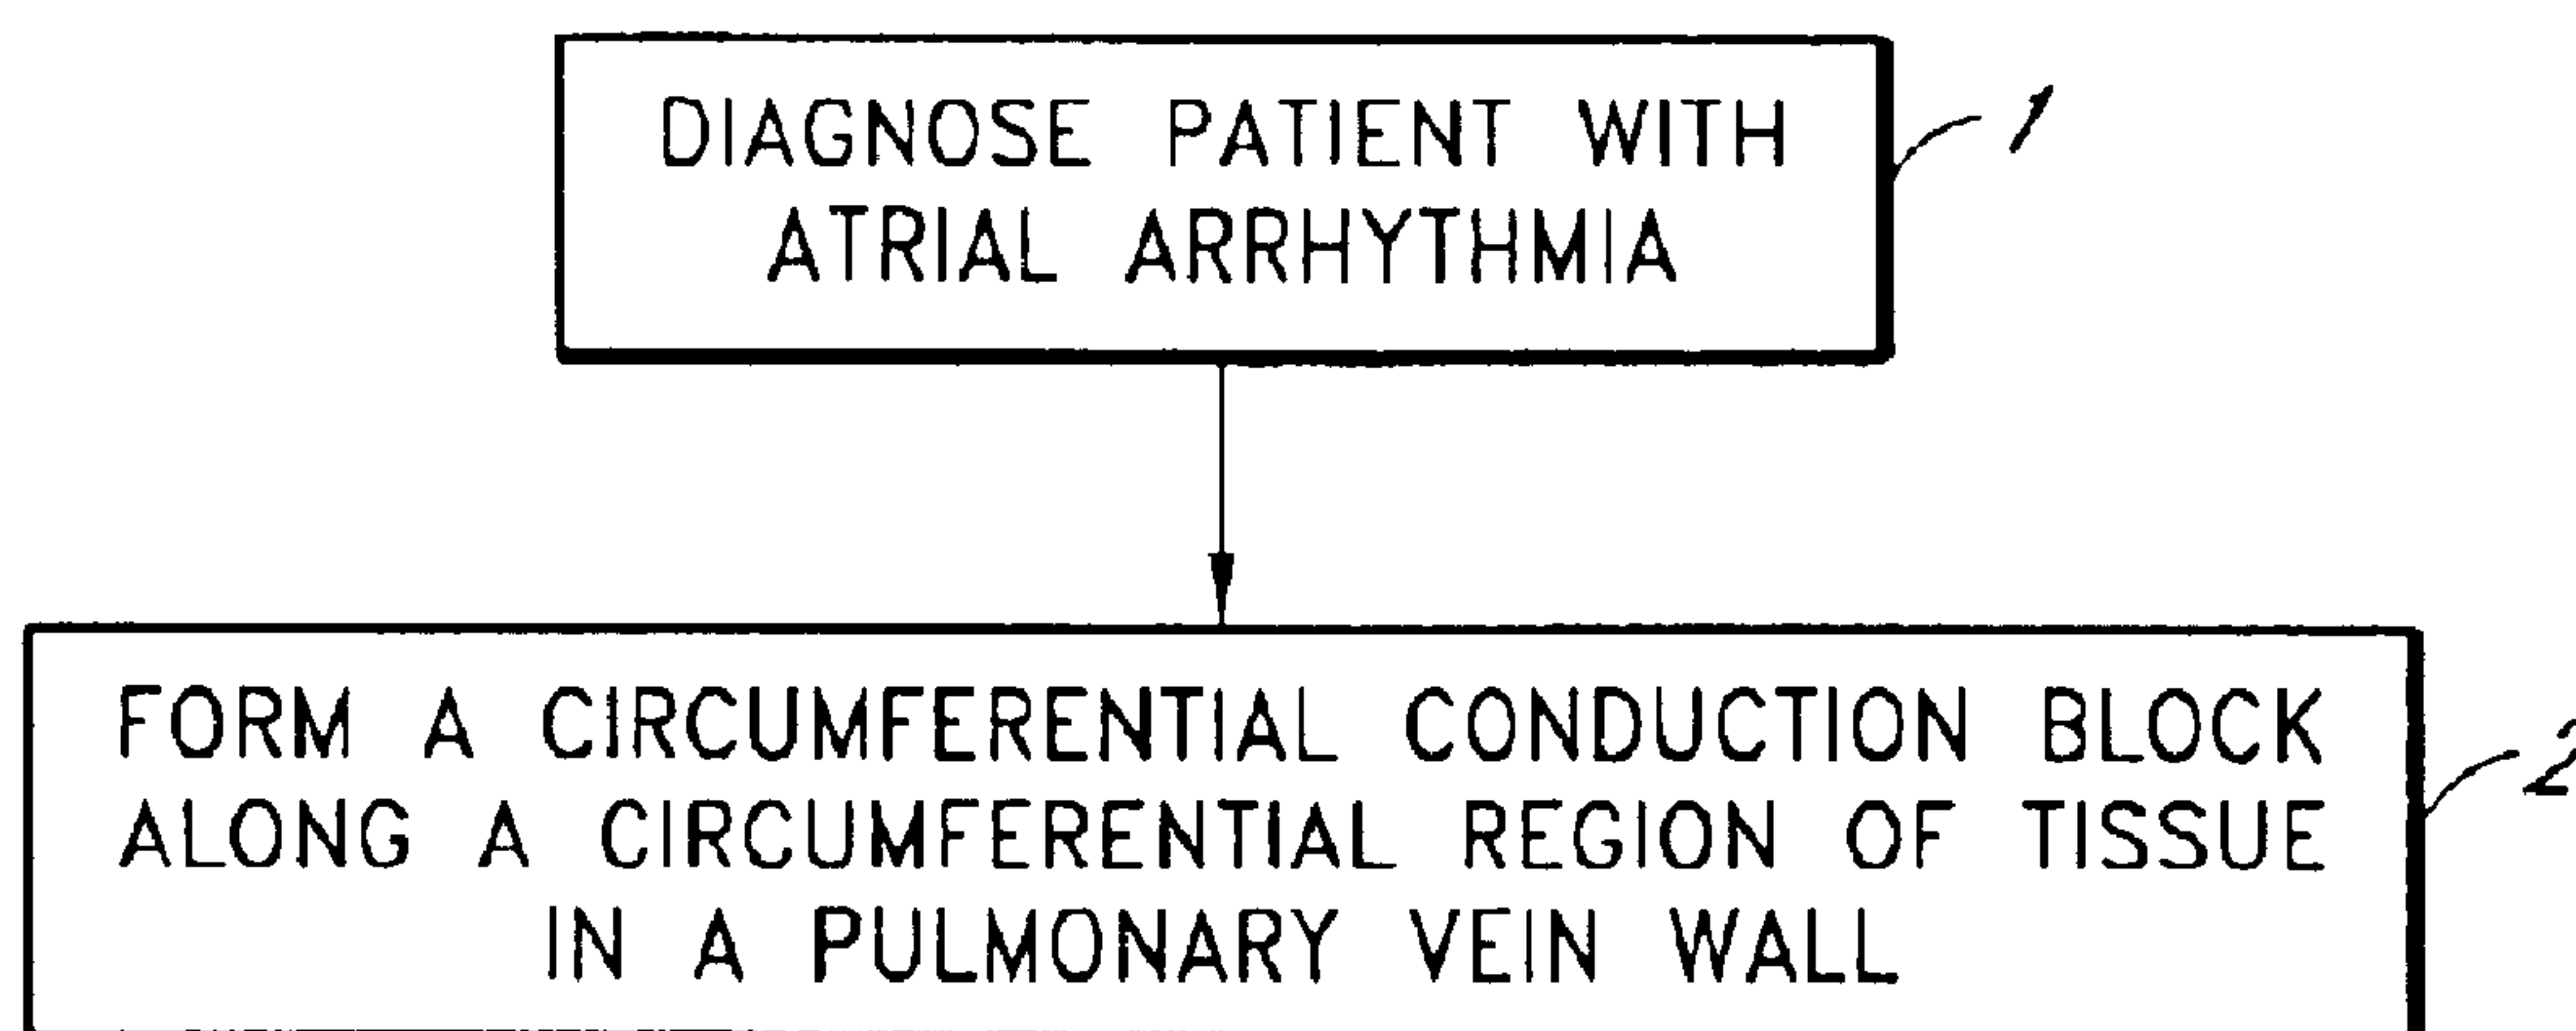 DIAGNOSE PATIENT WITH
ATRIAL ARRHYTHMIA
1
FORM A CIRCUMFERENTIAL CONDUCTION BLOCK
ALONG A CIRCUMFERENTIAL REGION OF TISSUE
IN A PULMONARY VEIN WALL
2